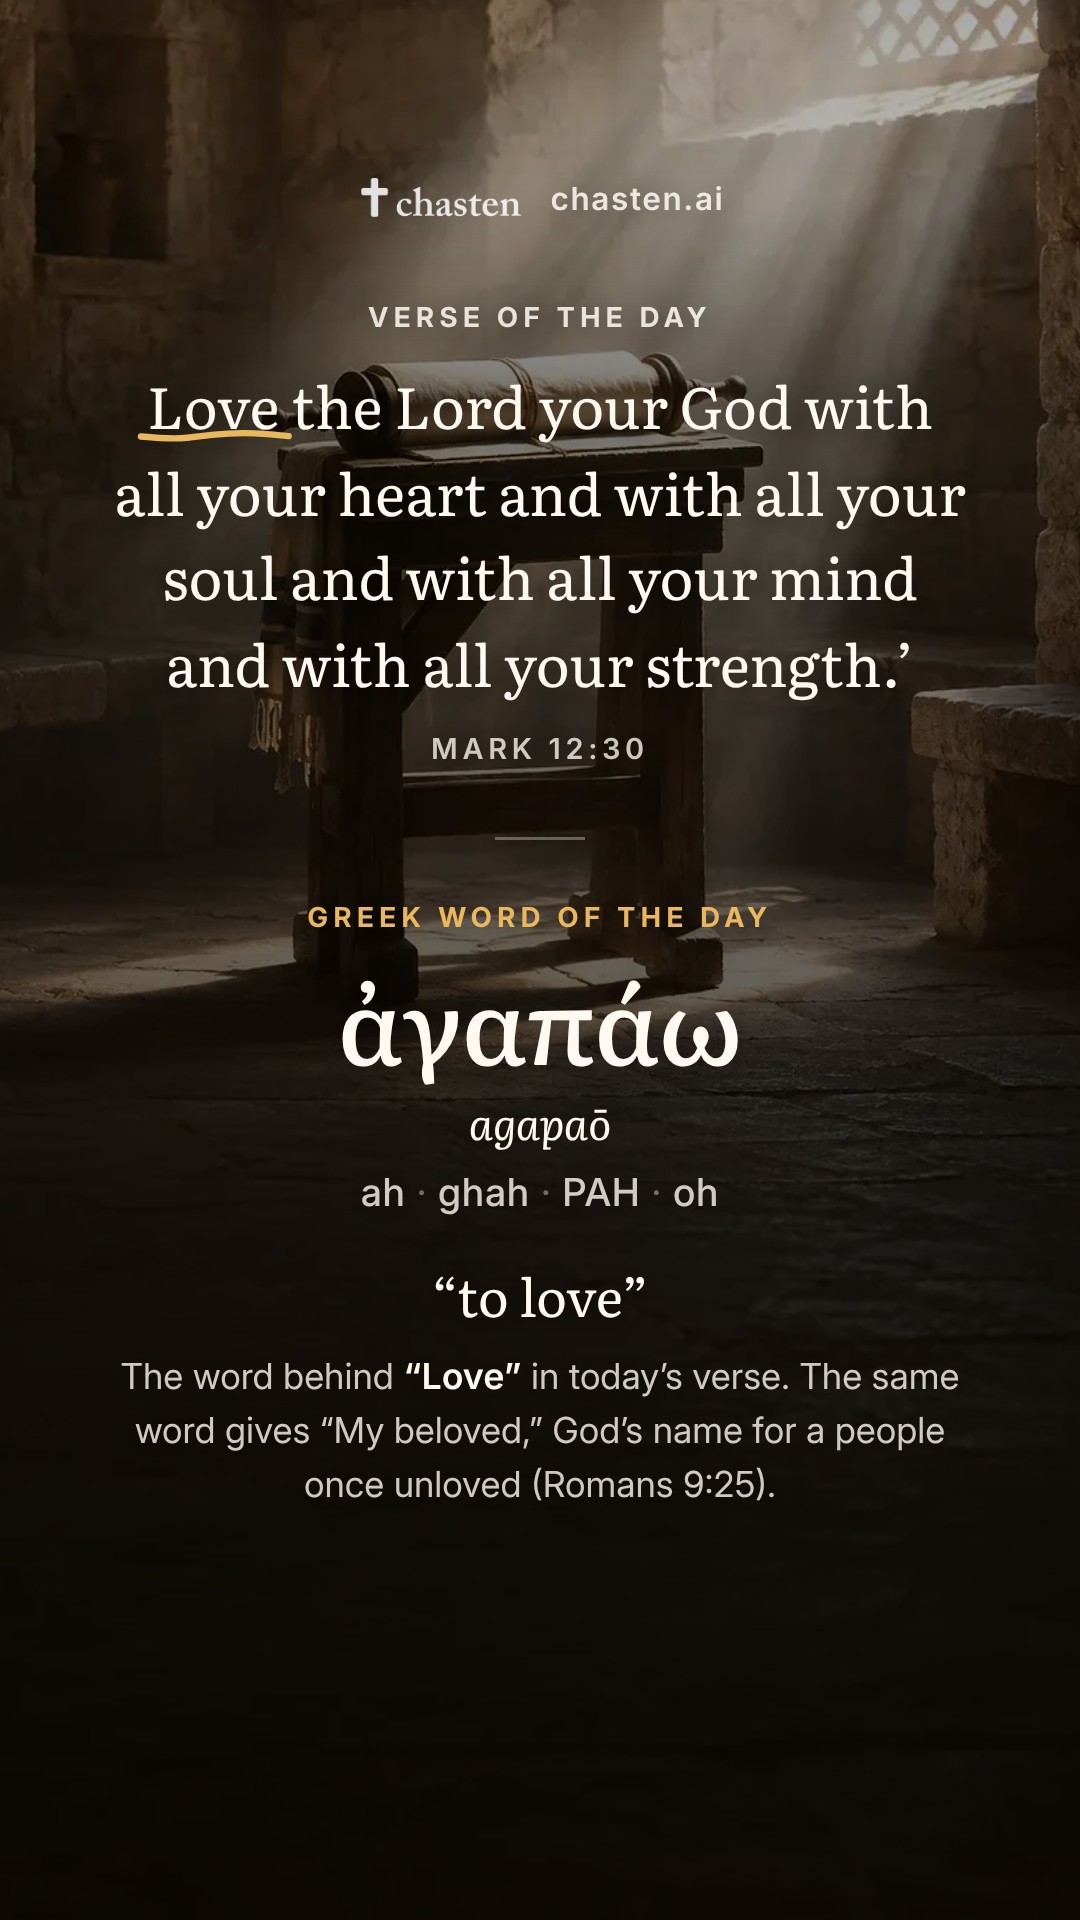 chasten chasten.ai
VERSE OF THE DAY
Love the Lord your God with
all your heart and with all your
soul and with all your mind
and with all your strength.’
MARK 12:30
GREEK WORD OF THE DAY
ἀγαπάω
agapaō
ah · ghah · PAH · oh
“to love”
The word behind “Love” in today’s verse. The same
word gives “My beloved,” God’s name for a people
once unloved (Romans 9:25).